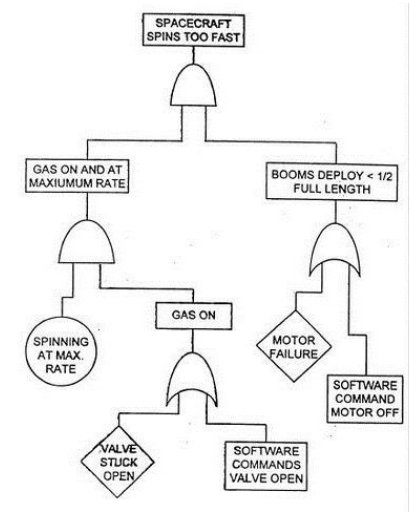 SPACECRAFT
SPINS TOO FAST
GAS ON AND AT
MAXIUMUM RATE
BOOMS DEPLOY < 1/2
FULL LENGTH
GAS ON
SPINNING
AT MAX.
RATE
MOTOR
FAILURE
SOFTWARE
COMMAND
MOTOR OFF
VALVE
STUCK
OPEN
SOFTWARE
COMMANDS
VALVE OPEN